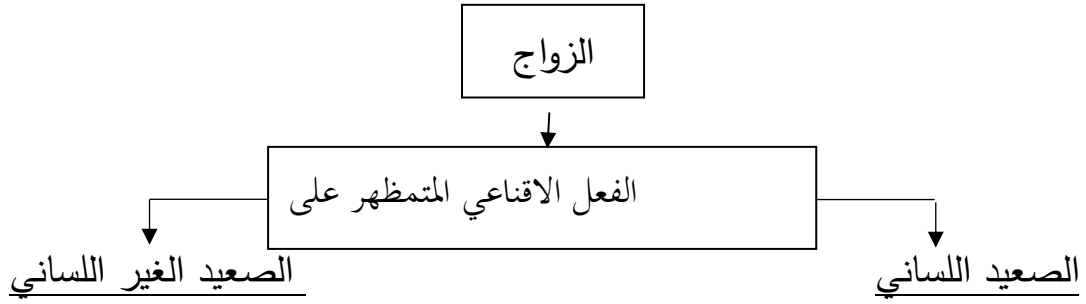 الزواج
الفعل الاقناعي المتمظهر على
الصعيد اللساني
الصعيد الغير اللساني